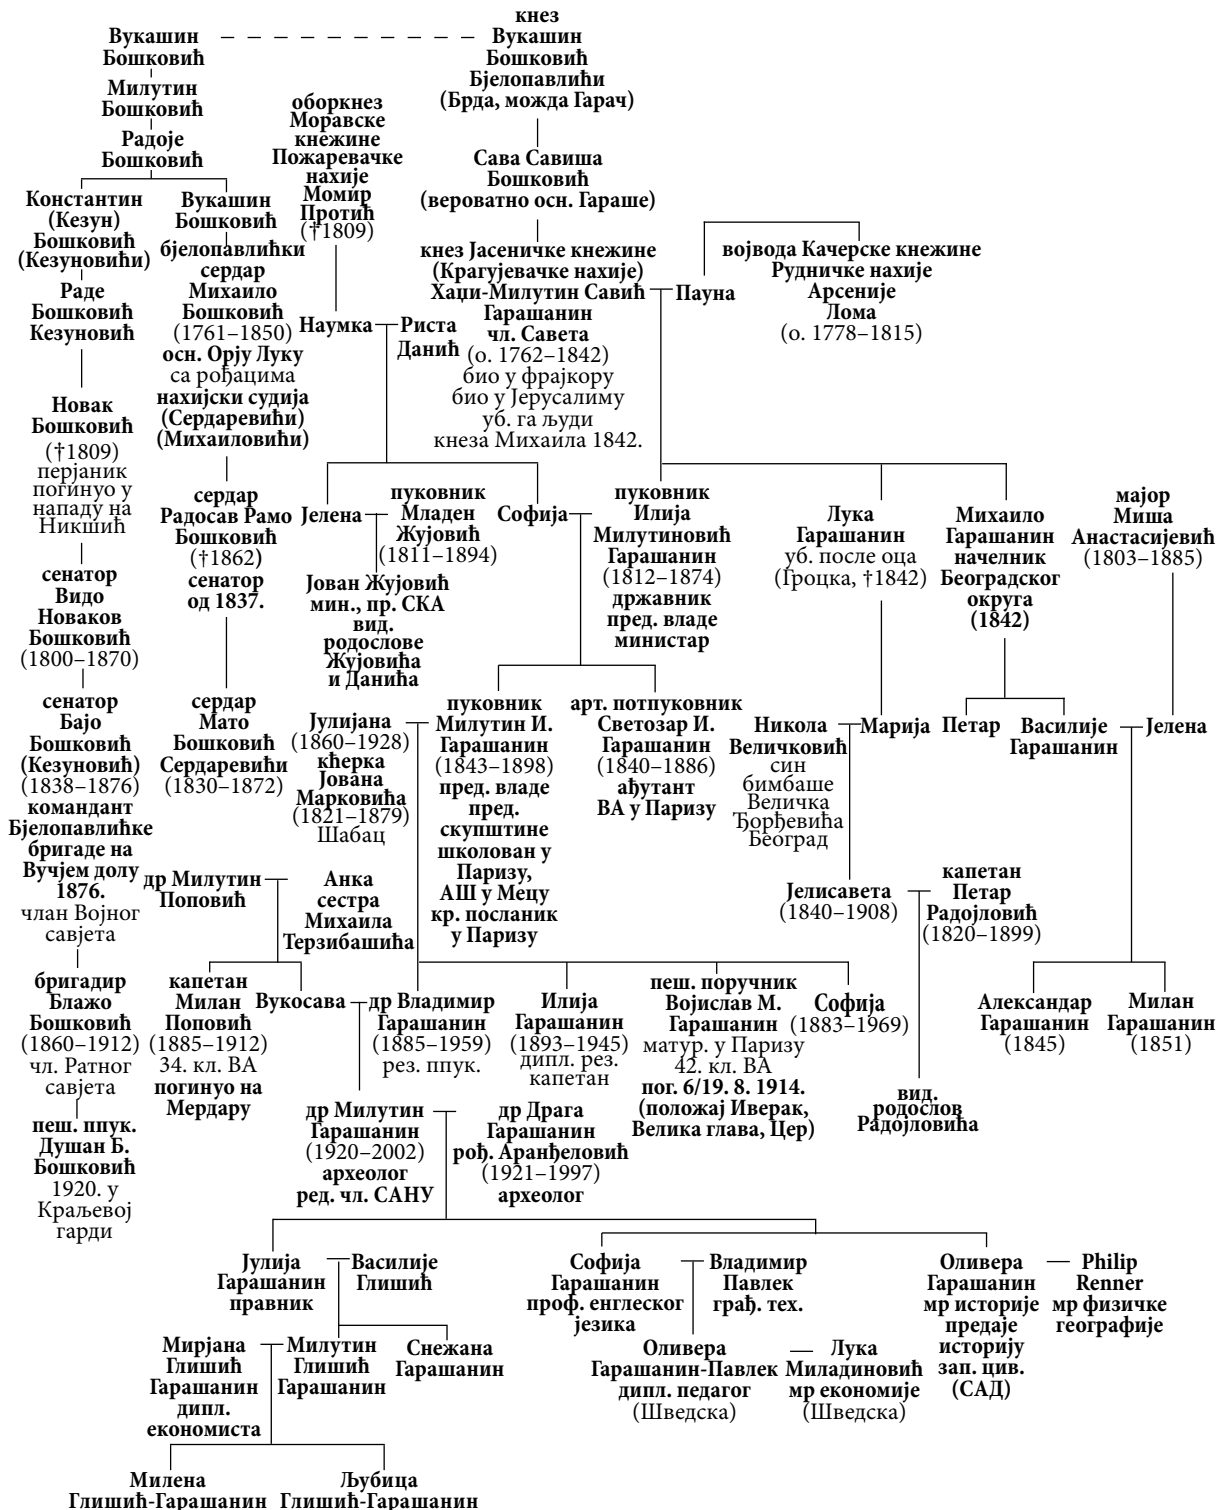 Вукашин
Бошковић
кнез
Вукашин
Бошковић
Бјелопавлићи
(Брда, можда Гарач)
Милутин
Бошковић
Радоје
Бошковић
оборкнез
Моравске
кнежине
Пожаревачке
нахије
Момир
Протић
(†1809)
Сава Савиша
Бошковић
(вероватно осн. Гараше)
Константин
(Кезун)
Бошковић
(Кезуновићи)
Вукашин
Бошковић
бјелопавлићки
сердар
Михаило
Бошковић
(1761–1850)
осн. Орју Луку
са рођацима
нахијски судија
(Сердаревићи)
(Михаиловићи)
кнез Јасеничке кнежине
(Крагујевачке нахије)
Хаџи-Милутин Савић
Гарашанин
чл. Савета
(о. 1762–1842)
био у фрајкору
био у Јерусалиму
уб. га људи
кнеза Михаила 1842.
Пауна
војвода Качерске кнежине
Рудничке нахије
Арсеније
Лома
(о. 1778–1815)
Раде
Бошковић
Кезуновић
Наумка
Риста
Данић
Новак
Бошковић
(†1809)
перјаник
погинуо у
нападу на
Никшић
сердар
Радосав Рамо
Бошковић
(†1862)
сенатор
од 1837.
Јелена
пуковник
Младен
Жујовић
(1811–1894)
Софија
пуковник
Илија
Милутиновић
Гарашанин
(1812–1874)
државник
пред. владе
министар
Лука
Гарашанин
уб. после оца
(Гроцка, †1842)
Михаило
Гарашанин
начелник
Београдског
округа
(1842)
мајор
Миша
Анастасијевић
(1803–1885)
Јован Жујовић
мин., пр. СКА
вид.
родослове
Жујовића
и Данића
сенатор
Видо
Новаков
Бошковић
(1800–1870)
сенатор
Бајо
Бошковић
(Кезуновић)
(1838–1876)
командант
Бјелопавлићке
бригаде на
Вучјем долу
1876.
члан Војног
савјета
сердар
Мато
Бошковић
Сердаревићи
(1830–1872)
Јулијана
(1860–1928)
кћерка
Јована
Марковића
(1821–1879)
Шабац
пуковник
Милутин И.
Гарашанин
(1843–1898)
пред. владе
пред.
скупштине
школован у
Паризу,
АШ у Мецу
кр. посланик
у Паризу
арт. потпуковник
Светозар И.
Гарашанин
(1840–1886)
ађутант
ВА у Паризу
Никола
Величковић
син
бимбаше
Величка
Ђорђевића
Београд
Марија
Петар
Василије
Гарашанин
Јелена
др Милутин
Поповић
Анка
сестра
Михаила
Терзибашића
Јелисавета
(1840–1908)
капетан
Петар
Радојловић
(1820–1899)
бригадир
Блажо
Бошковић
(1860–1912)
чл. Ратног
савјета
капетан
Милан
Поповић
(1885–1912)
34. кл. ВА
погинуо на
Мердару
Вукосава
др Владимир
Гарашанин
(1885–1959)
рез. ппук.
Илија
Гарашанин
(1893–1945)
дипл. рез.
капетан
пеш. поручник
Војислав М.
Гарашанин
матур. у Паризу
42. кл. ВА
пог. 6/19. 8. 1914.
(положај Иверак,
Велика глава, Цер)
Софија
(1883–1969)
Александар
Гарашанин
(1845)
Милан
Гарашанин
(1851)
вид.
родослов
Радојловића
пеш. ппук.
Душан Б.
Бошковић
1920. у
Краљевој
гарди
др Милутин
Гарашанин
(1920–2002)
археолог
ред. чл. САНУ
др Драга
Гарашанин
рођ. Аранђеловић
(1921–1997)
археолог
Јулија
Гарашанин
правник
Василије
Глишић
Софија
Гарашанин
проф. енглеског
језика
Владимир
Павлек
грађ. тех.
Оливера
Гарашанин
мр историје
предаје
историју
зап. цив.
(САД)
Philip
Renner
мр физичке
географије
Мирјана
Глишић
Гарашанин
дипл.
економиста
Милутин
Глишић
Гарашанин
Снежана
Гарашанин
Оливера
Гарашанин-Павлек
дипл. педагог
(Шведска)
Лука
Миладиновић
мр економије
(Шведска)
Милена
Глишић-Гарашанин
Љубица
Глишић-Гарашанин